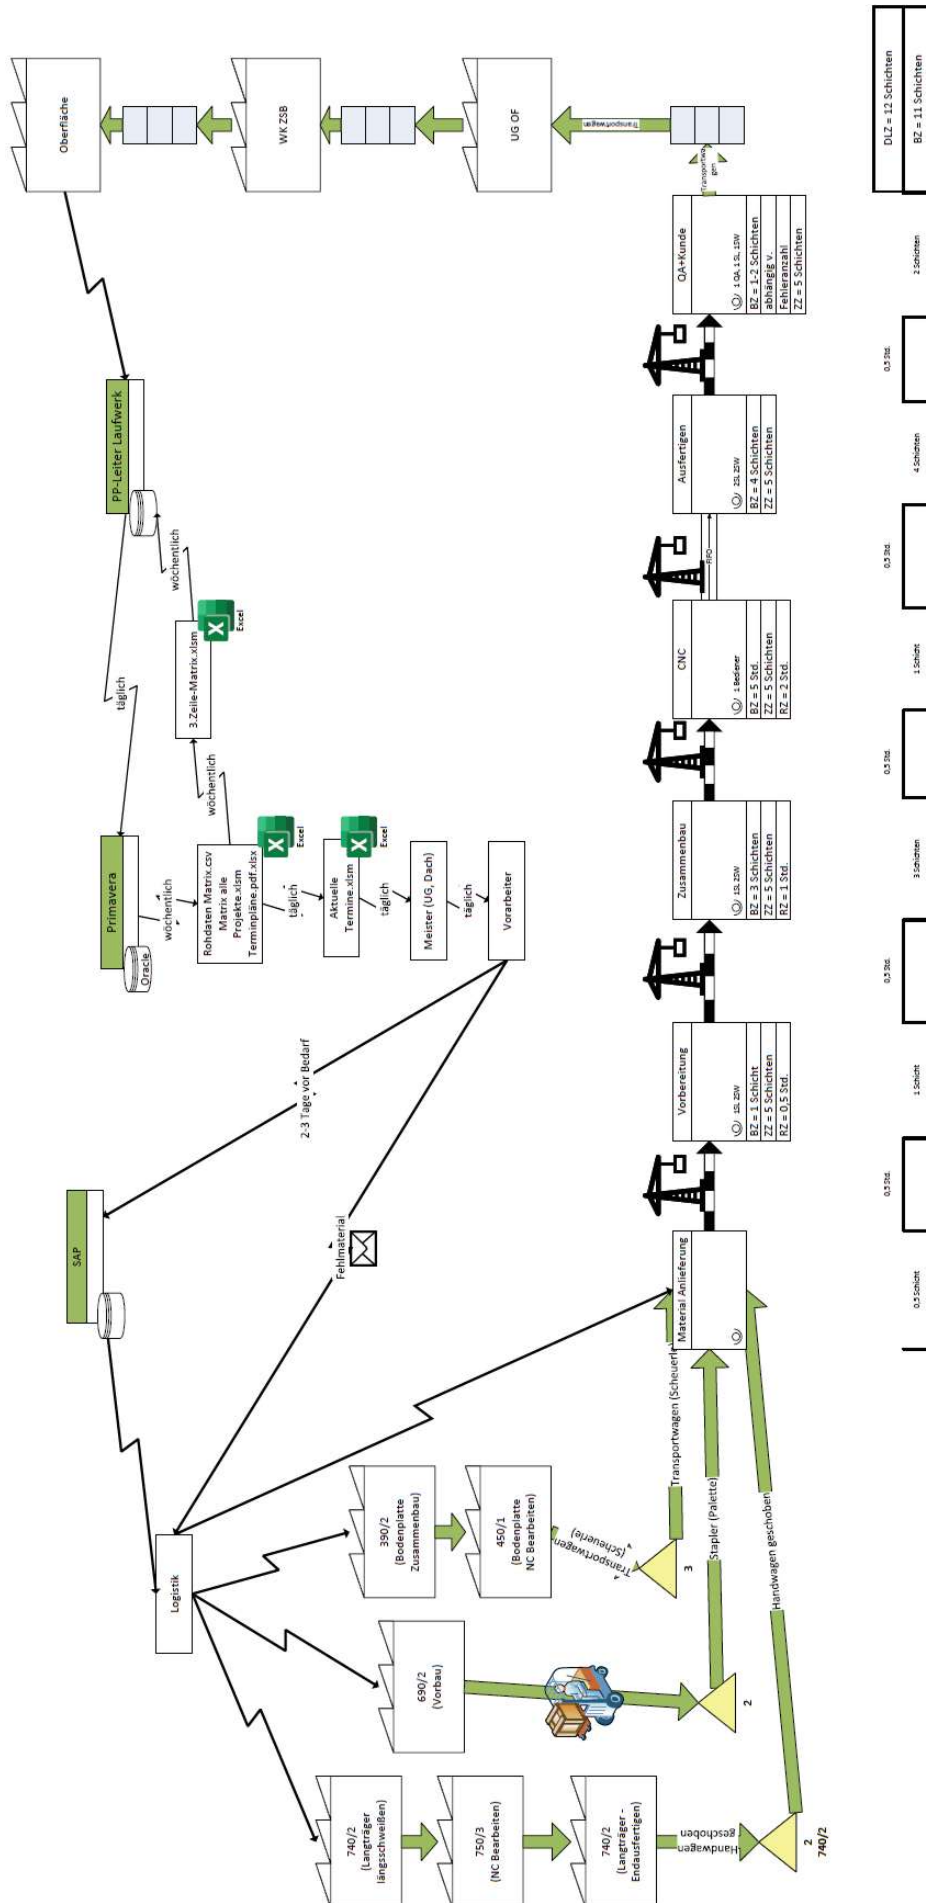 SAP
Primavera
Oracle
täglich
PP-Leiter Laufwerk
Oberfläche
wöchentlich
Logistik
Rohdaten Matrix.csv
Matrix alle
Projekte.xlsm
Terminpläne.pdf.xlsx
Excel
wöchentlich
3.Zeile-Matrix.xlsm
Excel
wöchentlich
täglich
2-3 Tage vor Bedarf
Aktuelle
Termine.xlsm
Excel
täglich
WK ZSB
Fehlmaterial
Meister (UG, Dach)
täglich
Vorarbeiter
UG OF
Transportwagen
740/2
(Langträger
längsschweißen)
690/2
(Vorbau)
390/2
(Bodenplatte
Zusammenbau)
750/3
(NC Bearbeiten)
450/1
(Bodenplatte
NC Bearbeiten)
740/2
(Langträger -
Endausfertigen)
Transportwagen
(Scheuerle)
Transportwagen (Scheuerle)
3
Stapler (Palette)
2
Handwagen
geschoben
Handwagen geschoben
2
740/2
Material Anlieferung
Vorbereitung
1SL 2SW
BZ = 1 Schicht
ZZ = 5 Schichten
RZ = 0,5 Std.
Zusammenbau
1SL 2SW
BZ = 3 Schichten
ZZ = 5 Schichten
RZ = 1 Std.
CNC
1 Bediener
BZ = 5 Std.
ZZ = 5 Schichten
RZ = 2 Std.
FIFO
Ausfertigen
2SL 2SW
BZ = 4 Schichten
ZZ = 5 Schichten
QA+Kunde
1 QA, 1 SL, 1SW
BZ = 1-2 Schichten
abhängig v.
Fehleranzahl
ZZ = 5 Schichten
Transportwa
gen
0,5 Schicht
0,5 Std.
1 Schicht
0,5 Std.
3 Schichten
0,5 Std.
1 Schicht
0,5 Std.
4 Schichten
0,5 Std.
2 Schichten
DLZ = 12 Schichten
BZ = 11 Schichten